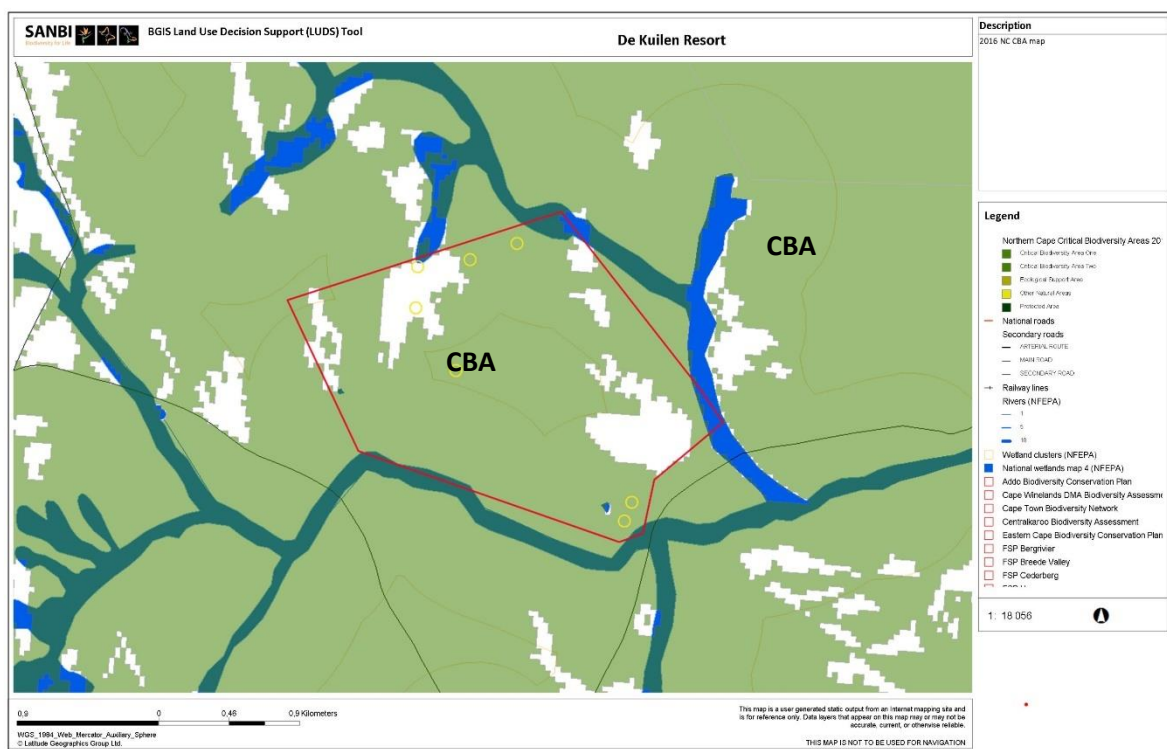 SANBI
Biodiversity for Life
BGIS Land Use Decision Support (LUDS) Tool
De Kuilen Resort
Description
2016 NC CBA map
CBA
CBA
Legend
Northern Cape Critical Biodiversity Areas 20
Critical Biodiversity Area One
Critical Biodiversity Area Two
Ecological Support Area
Other Natural Areas
Protected Area
National roads
Secondary roads
ARTERIAL ROUTE
MAIN ROAD
SECONDARY ROAD
Railway lines
Rivers (NFEPA)
1
5
10
Wetland clusters (NFEPA)
National wetlands map 4 (NFEPA)
Addo Biodiversity Conservation Plan
Cape Winelands DMA Biodiversity Assessme
Cape Town Biodiversity Network
Centralkaroo Biodiversity Assessment
Eastern Cape Biodiversity Conservation Plan
FSP Bergrivier
FSP Breede Valley
FSP Cederberg
1: 18 056
0,9 0 0,46 0,9 Kilometers
WGS_1984_Web_Mercator_Auxiliary_Sphere
© Latitude Geographics Group Ltd.
This map is a user generated static output from an Internet mapping site and
is for reference only. Data layers that appear on this map may or may not be
accurate, current, or otherwise reliable.
THIS MAP IS NOT TO BE USED FOR NAVIGATION